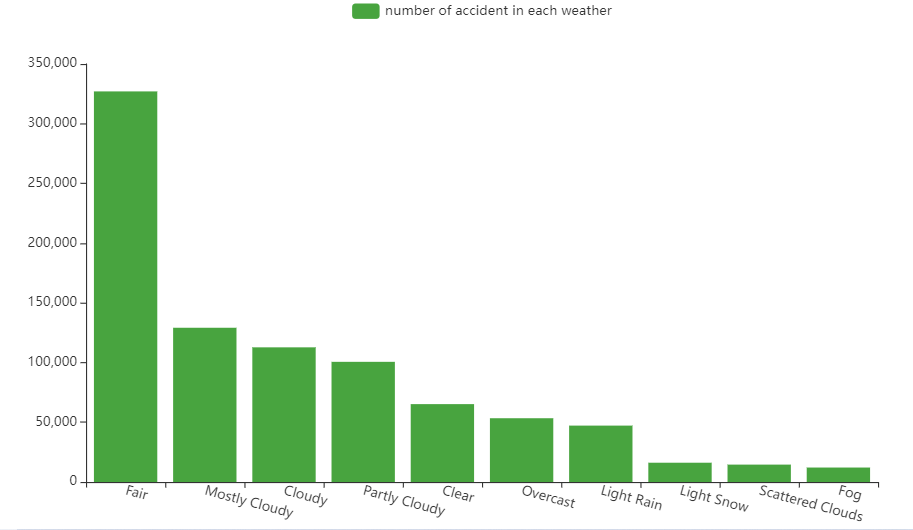 number of accident in each weather
350,000
300,000
250,000
200,000
150,000
100,000
50,000
0
Fair
Mostly Cloudy
Cloudy
Partly Cloudy
Clear
Overcast
Light Rain
Light Snow
Scattered Clouds
Fog